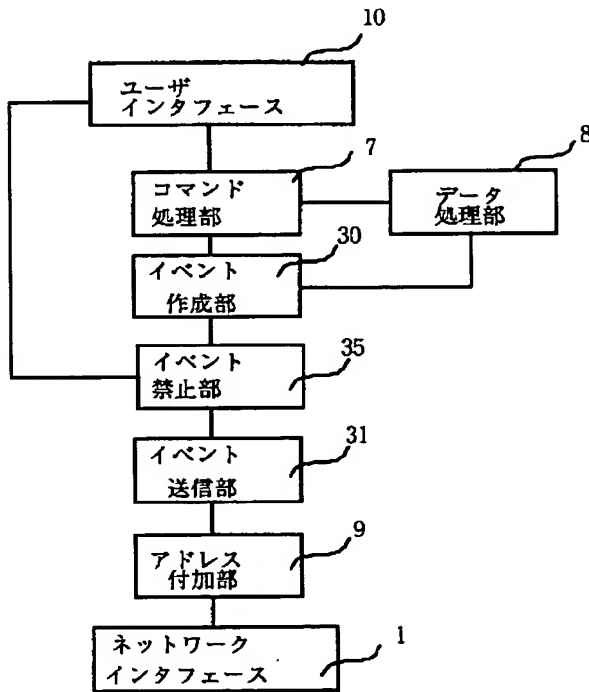 10
ユーザ
インタフェース
7
コマンド
処理部
8
データ
処理部
30
イベント
作成部
35
イベント
禁止部
31
イベント
送信部
9
アドレス
付加部
1
ネットワーク
インタフェース